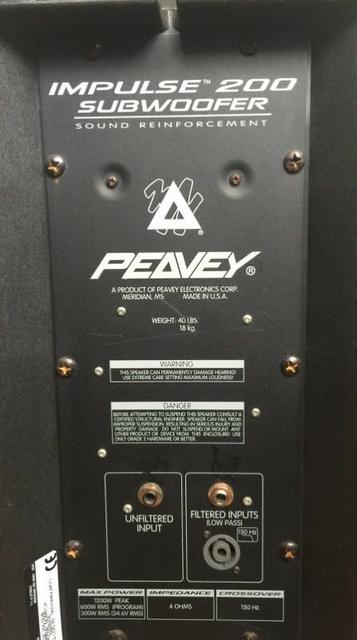 IMPULSE™ 200
SUBWOOFER
SOUND REINFORCEMENT
PEAVEY®
A PRODUCT OF PEAVEY ELECTRONICS CORP.
MERIDIAN, MS MADE IN U.S.A.
WEIGHT: 40 LBS.
18 kg.
WARNING
THIS SPEAKER CAN PERMANENTLY DAMAGE HEARING!
USE EXTREME CARE SETTING MAXIMUM LOUDNESS!
DANGER
BEFORE ATTEMPTING TO SUSPEND THIS SPEAKER CONSULT A
CERTIFIED STRUCTURAL ENGINEER. SPEAKER CAN FALL FROM
IMPROPER SUSPENSION, RESULTING IN SERIOUS INJURY AND
PROPERTY DAMAGE. DO NOT SUSPEND OR MOUNT ANY
OTHER PRODUCT OR DEVICE FROM THIS ENCLOSURE! USE
ONLY GRADE 5 HARDWARE OR BETTER.
UNFILTERED
INPUT
FILTERED INPUTS
(LOW PASS)
150 Hz
MAX POWER IMPEDANCE CROSSOVER
1200W PEAK
600W RMS (PROGRAM)
300W RMS (34.6V RMS)
4 OHMS
150 Hz
CE